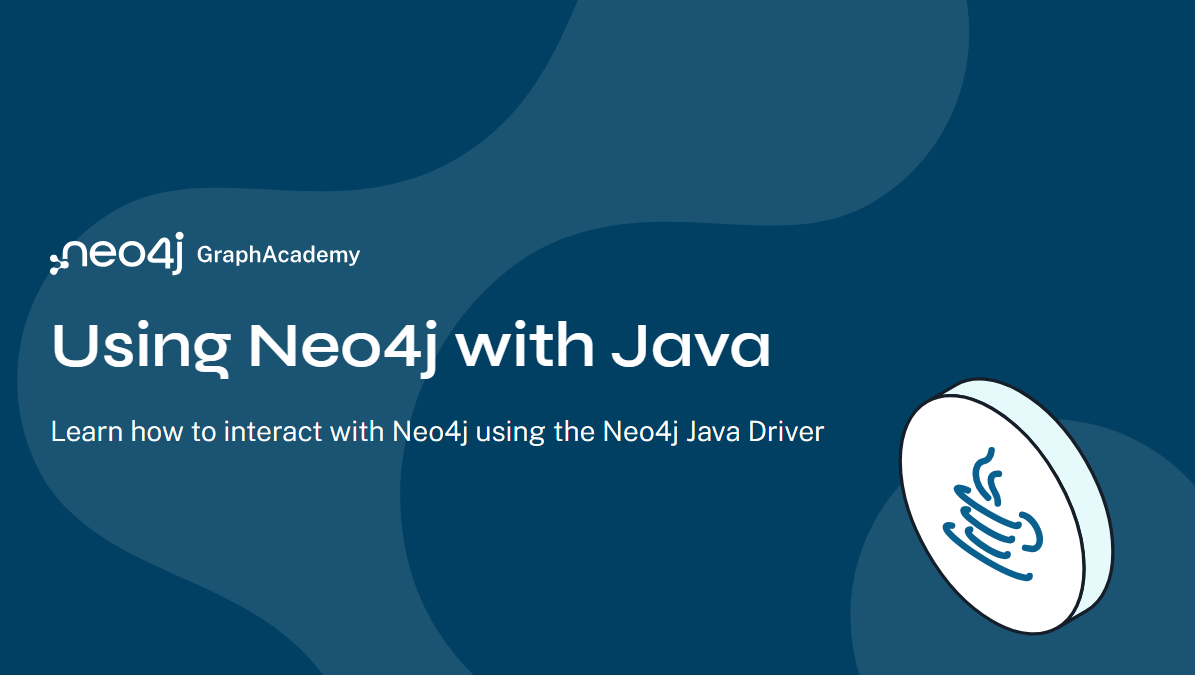 neo4j GraphAcademy
Using Neo4j with Java
Learn how to interact with Neo4j using the Neo4j Java Driver